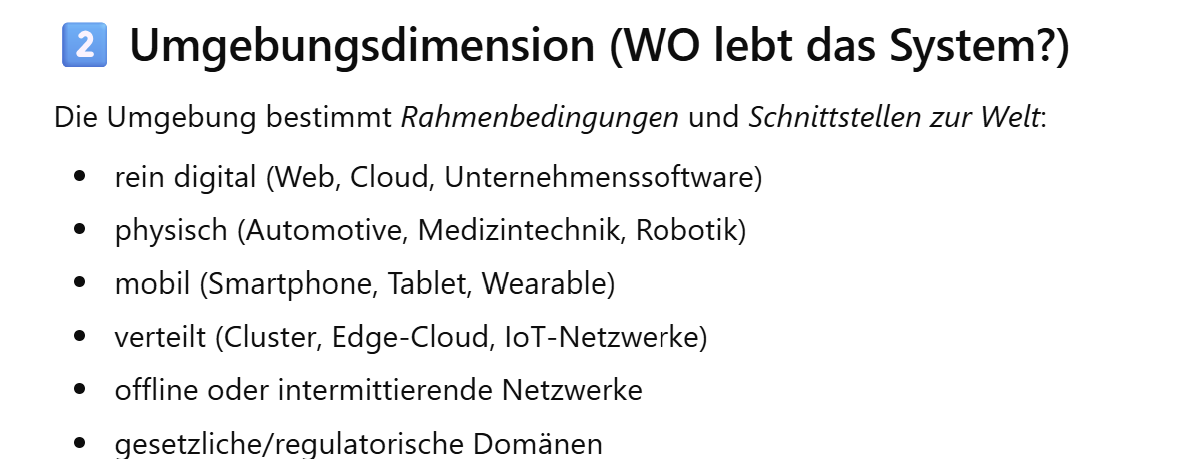 2 Umgebungsdimension (WO lebt das System?)
Die Umgebung bestimmt Rahmenbedingungen und Schnittstellen zur Welt:
• rein digital (Web, Cloud, Unternehmenssoftware)
• physisch (Automotive, Medizintechnik, Robotik)
• mobil (Smartphone, Tablet, Wearable)
• verteilt (Cluster, Edge-Cloud, IoT-Netzwerke)
• offline oder intermittierende Netzwerke
• gesetzliche/regulatorische Domänen